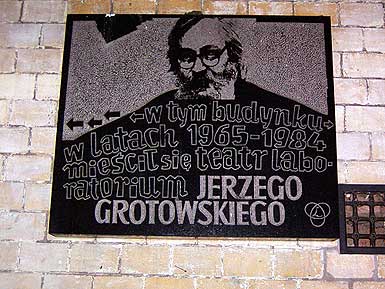 w tym budynku
w latach 1965-1984
mieścił się teatr labo-
ratorium JERZEGO
GROTOWSKIEGO